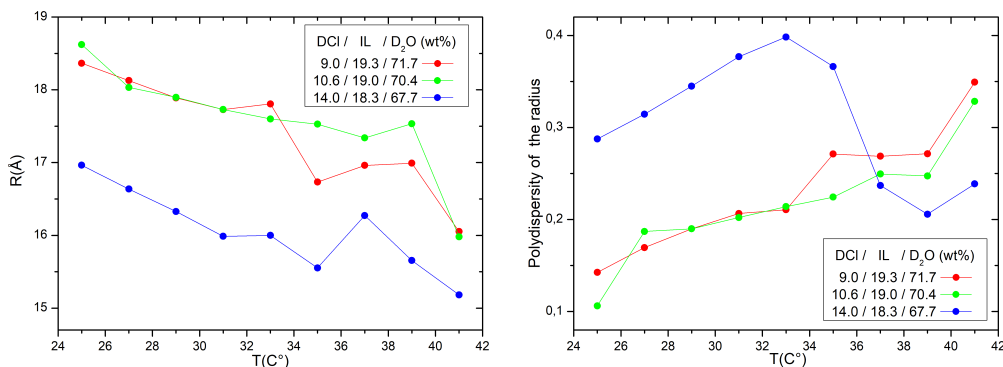 19
18
17
16
15
R(Å)
24 26 28 30 32 34 36 38 40 42
T(C°)
DCl / IL / D₂O (wt%)
9.0 / 19.3 / 71.7
10.6 / 19.0 / 70.4
14.0 / 18.3 / 67.7
0,4
0,3
0,2
0,1
Polydispersity of the radius
24 26 28 30 32 34 36 38 40 42
T(C°)
DCl / IL / D₂O (wt%)
9.0 / 19.3 / 71.7
10.6 / 19.0 / 70.4
14.0 / 18.3 / 67.7